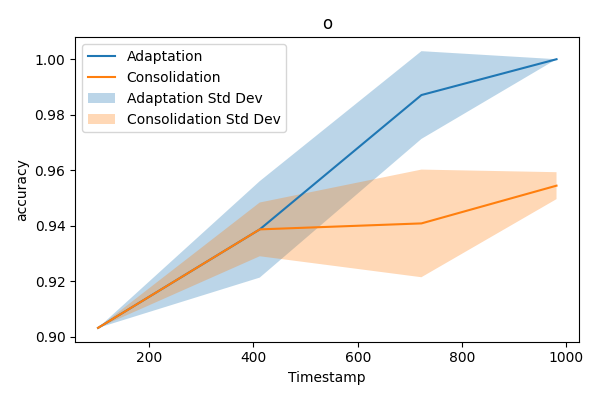 o
1.00
0.98
0.96
0.94
0.92
0.90
accuracy
Adaptation
Consolidation
Adaptation Std Dev
Consolidation Std Dev
200
400
600
800
1000
Timestamp